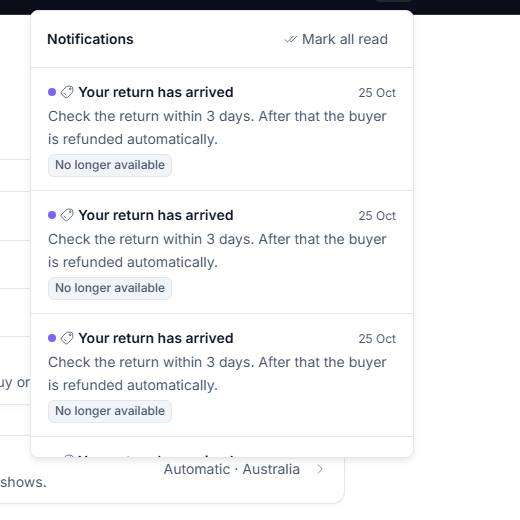 Notifications
Mark all read
Your return has arrived
25 Oct
Check the return within 3 days. After that the buyer
is refunded automatically.
No longer available
Your return has arrived
25 Oct
Check the return within 3 days. After that the buyer
is refunded automatically.
No longer available
Your return has arrived
25 Oct
Check the return within 3 days. After that the buyer
is refunded automatically.
No longer available
Automatic · Australia
shows.